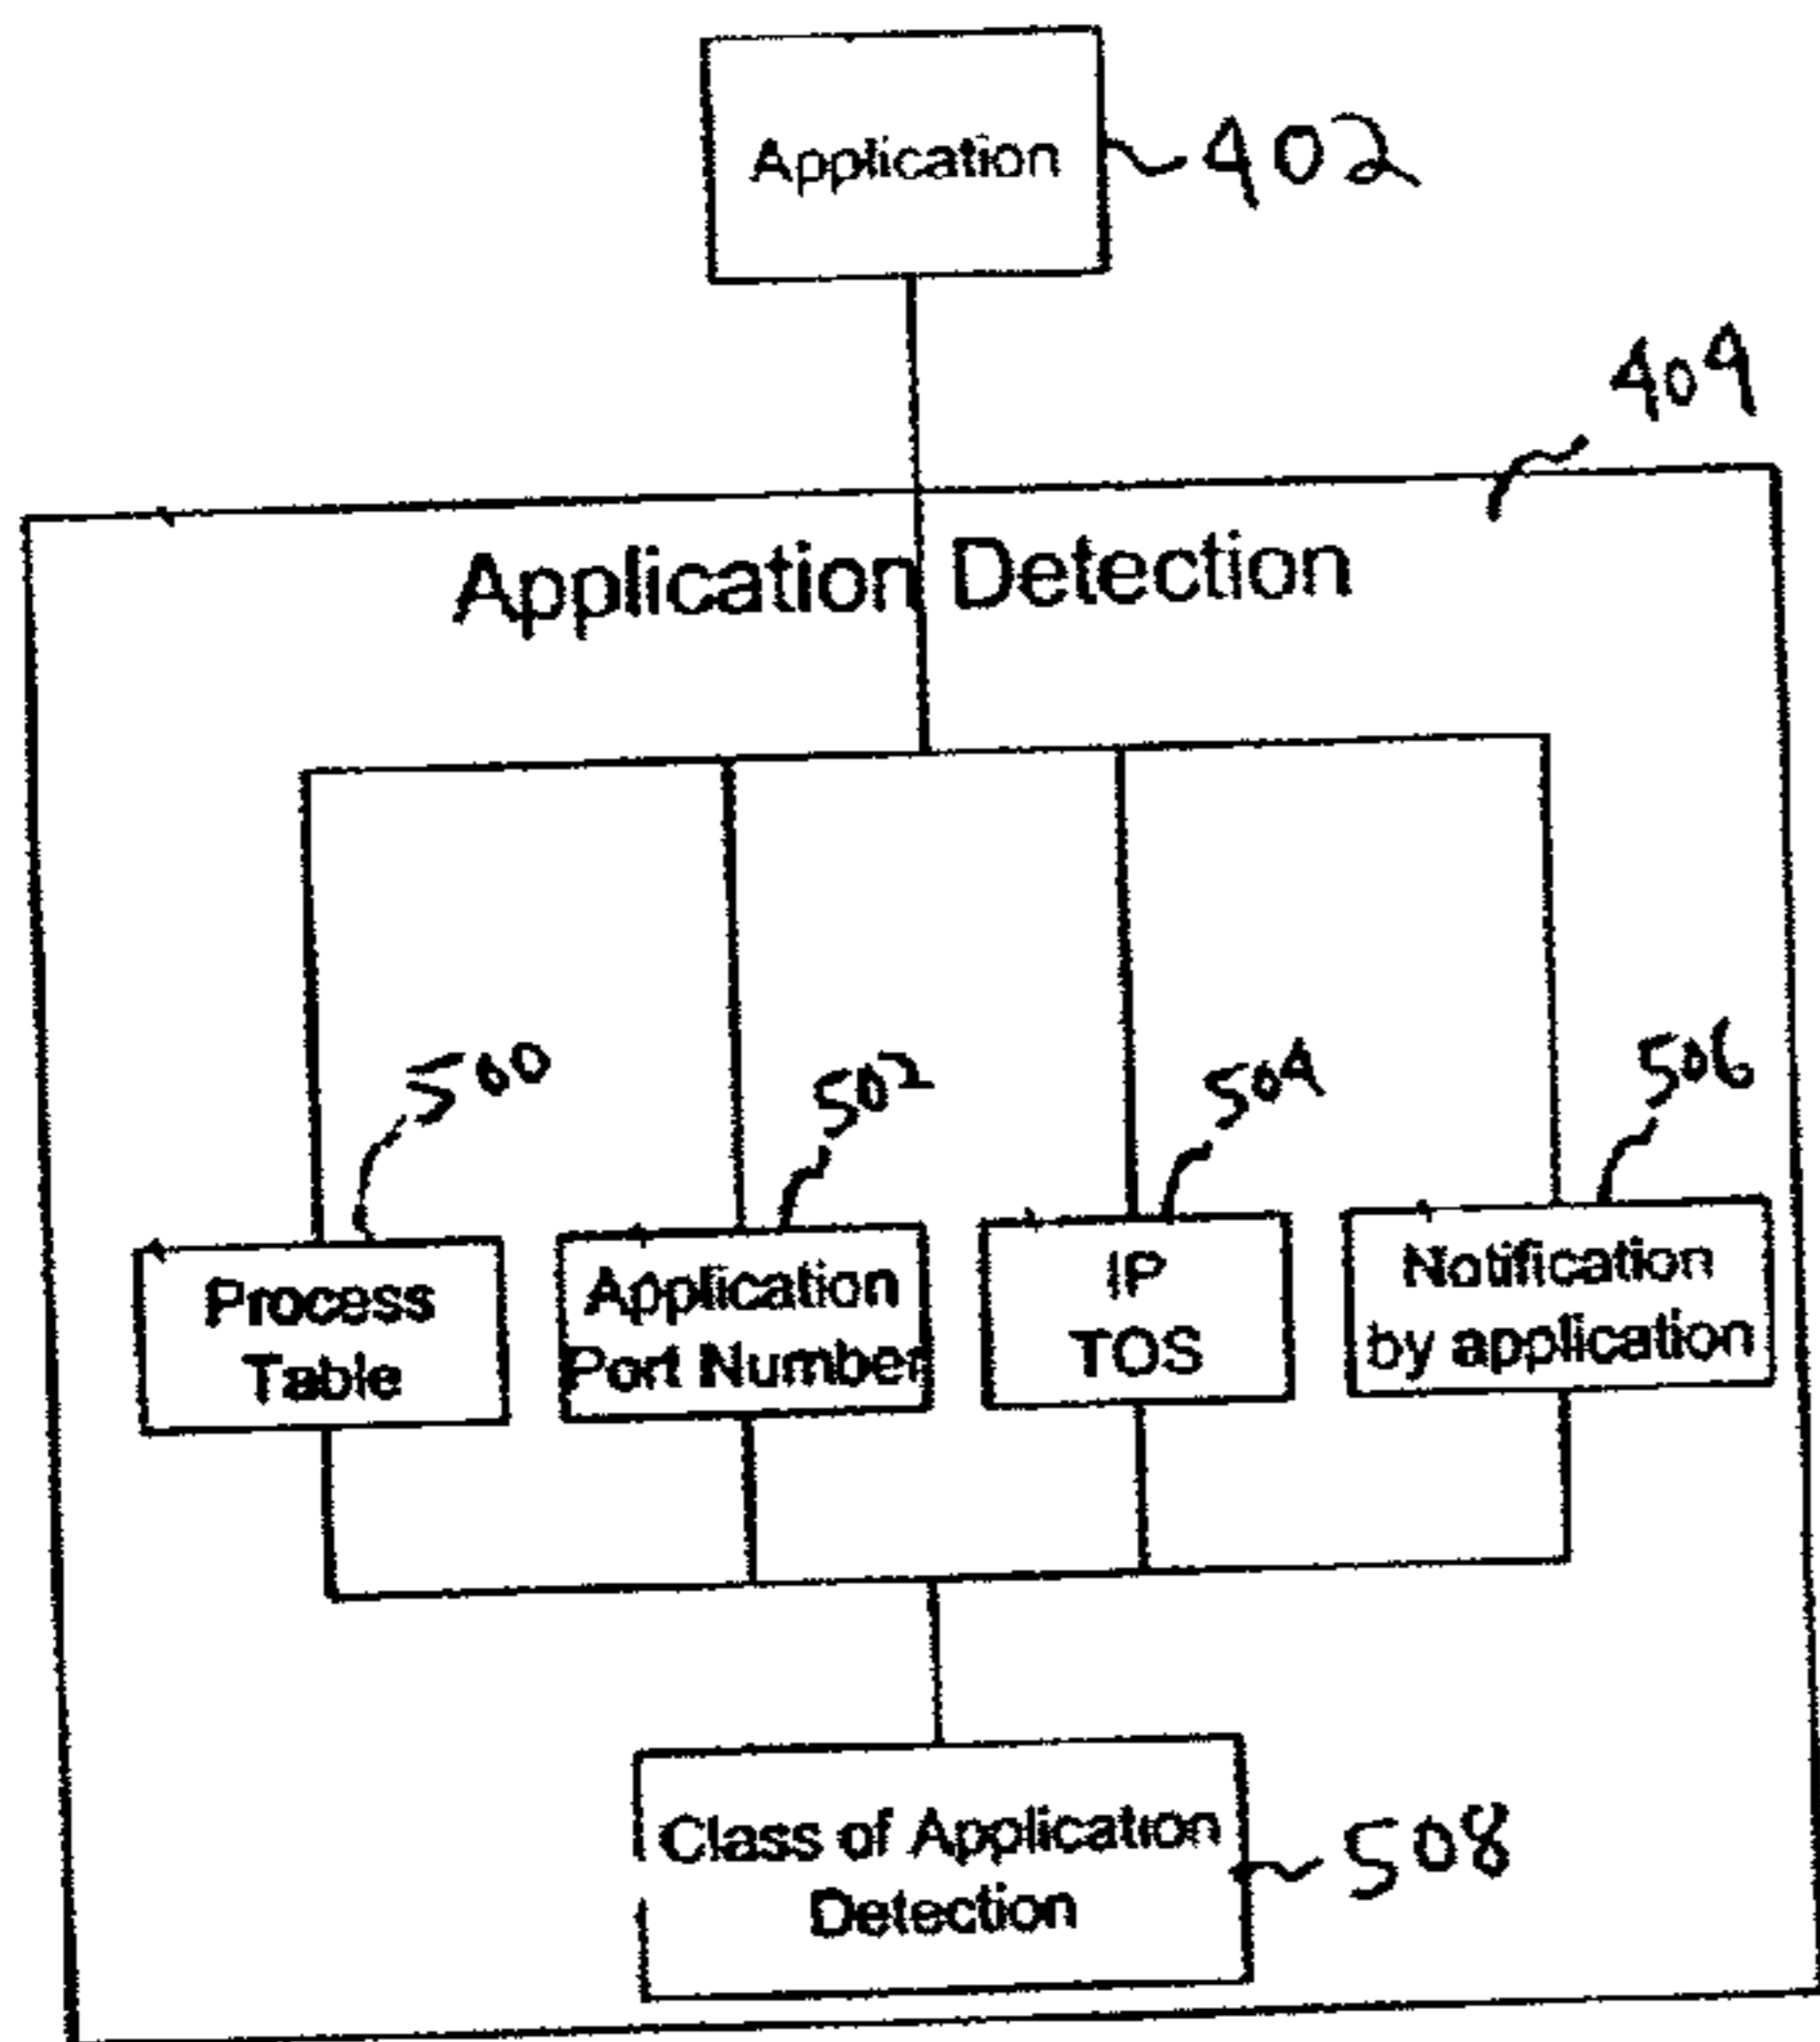 Application
402
404
Application Detection
500
502
504
506
Process
Table
Application
Port Number
IP
TOS
Notification
by application
Class of Application
Detection
508